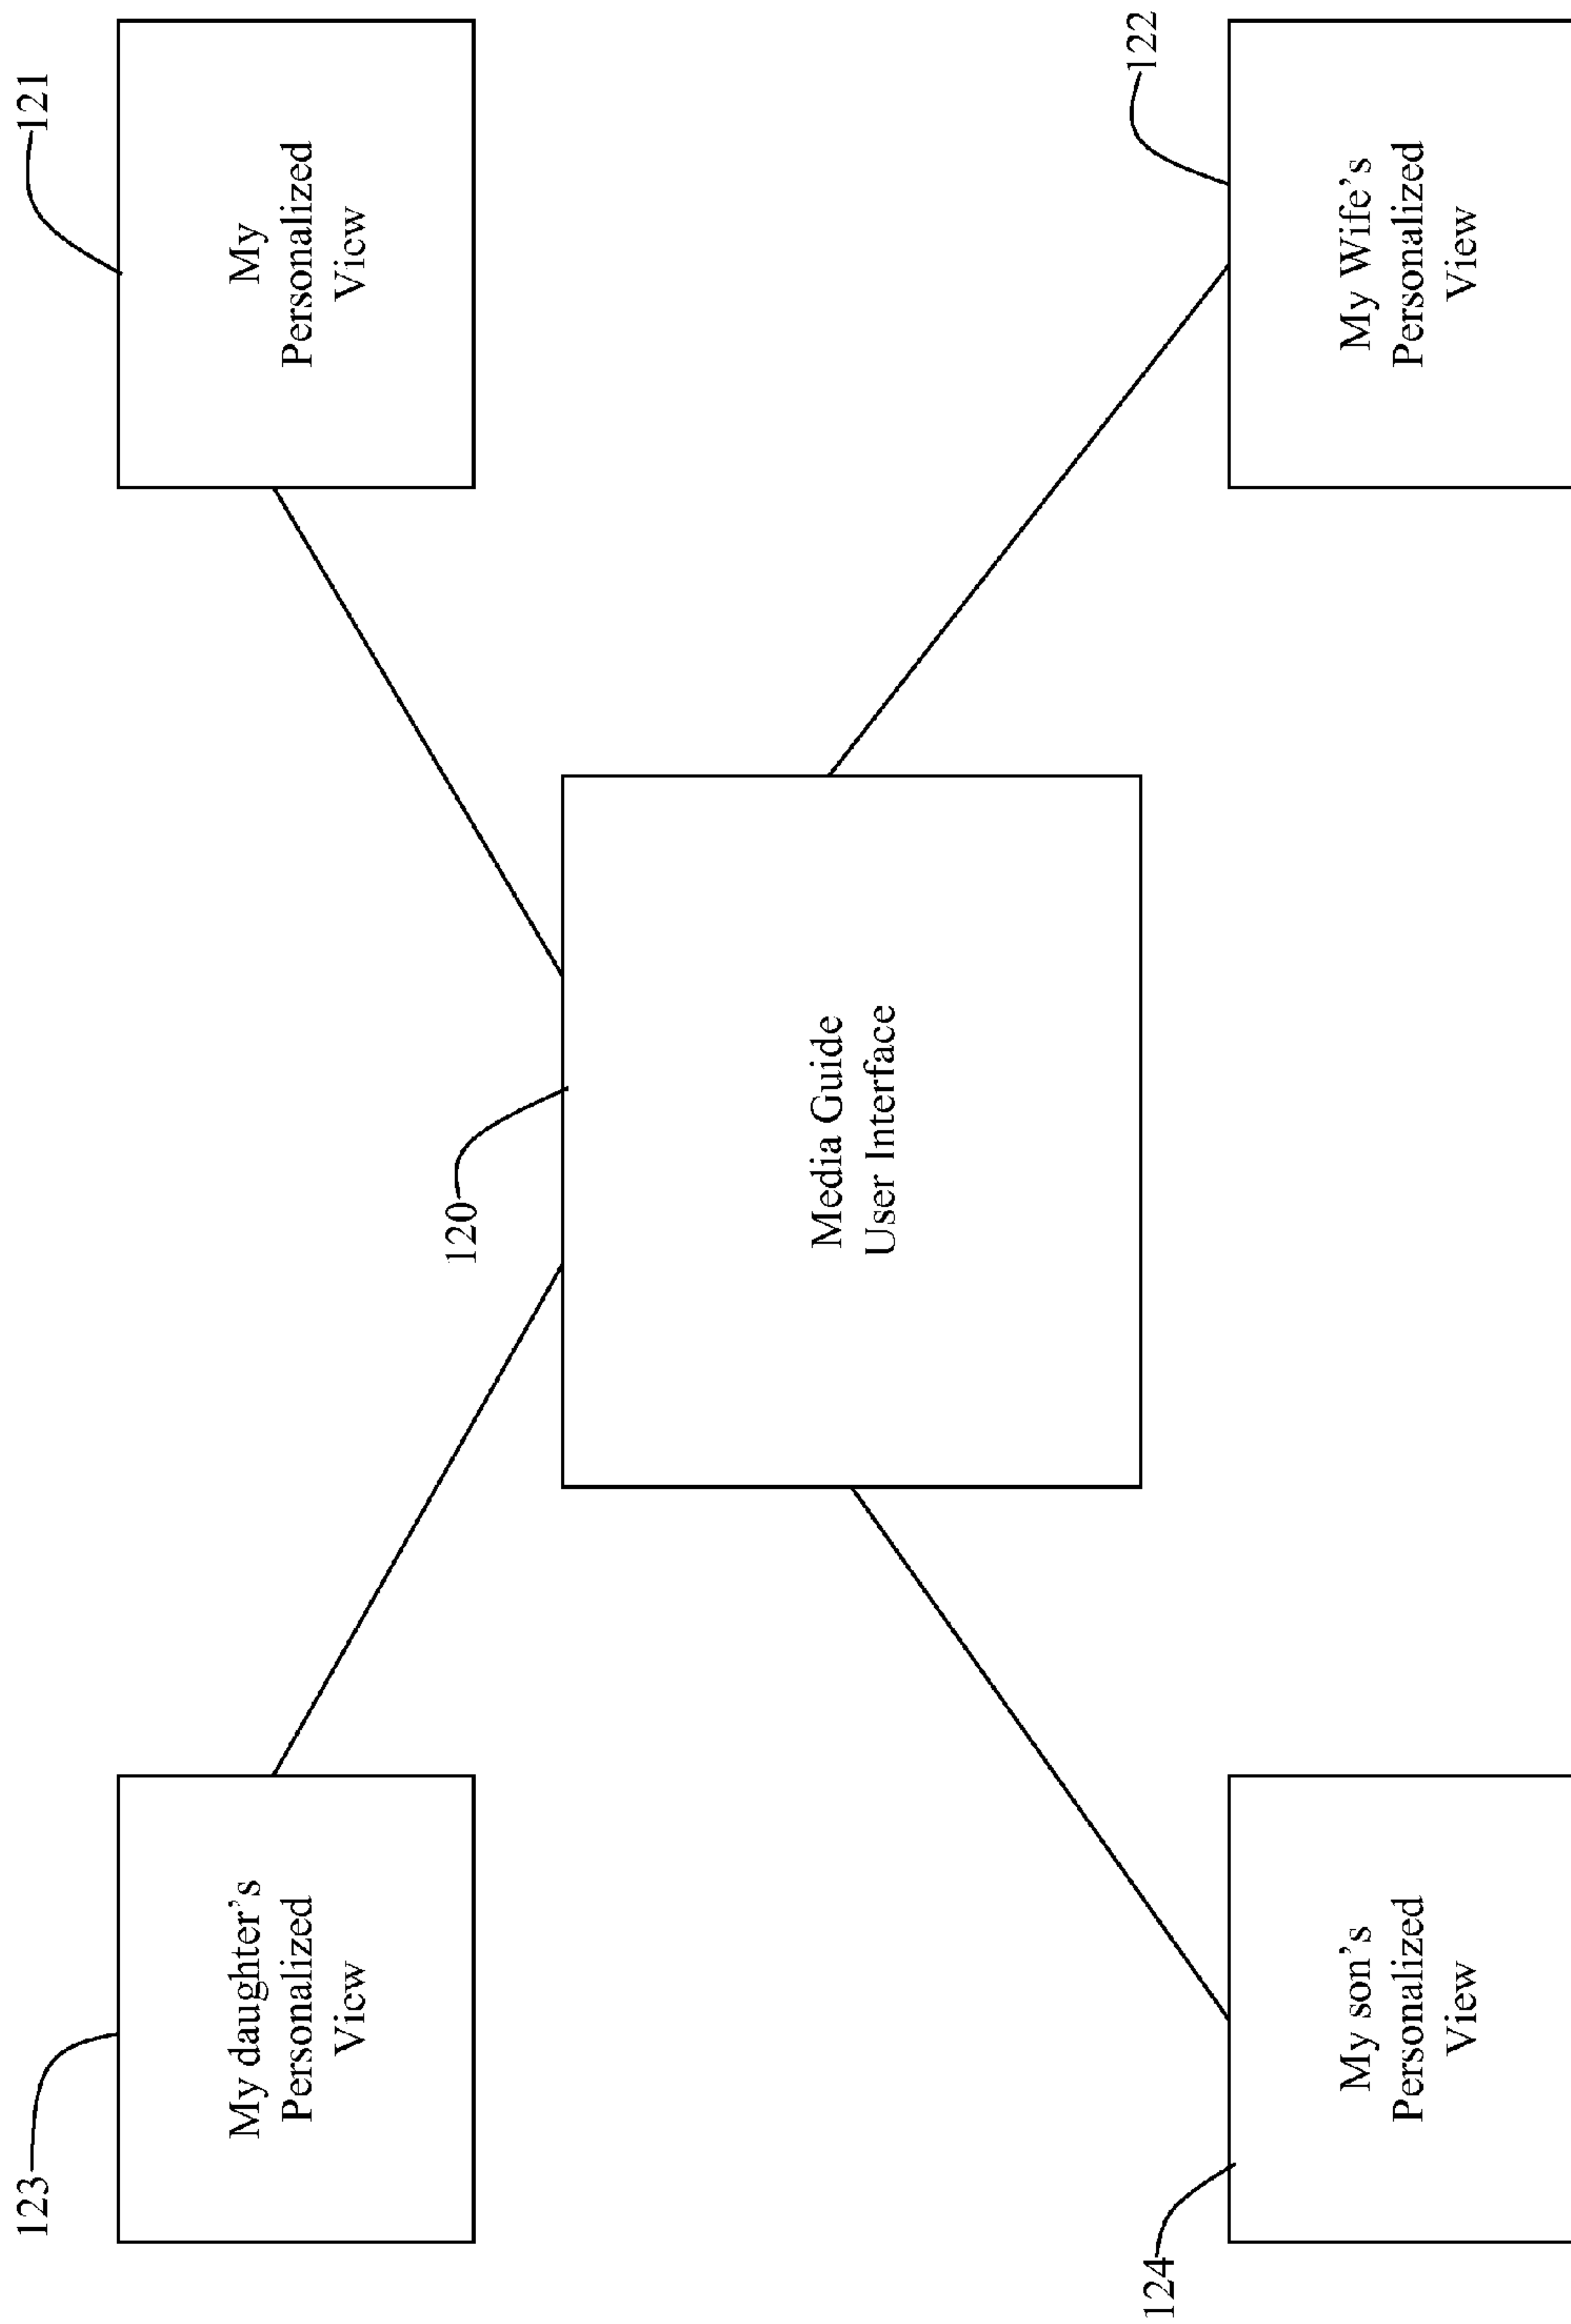 123
My daughter's
Personalized
View
121
My
Personalized
View
120
Media Guide
User Interface
124
My son's
Personalized
View
122
My Wife's
Personalized
View